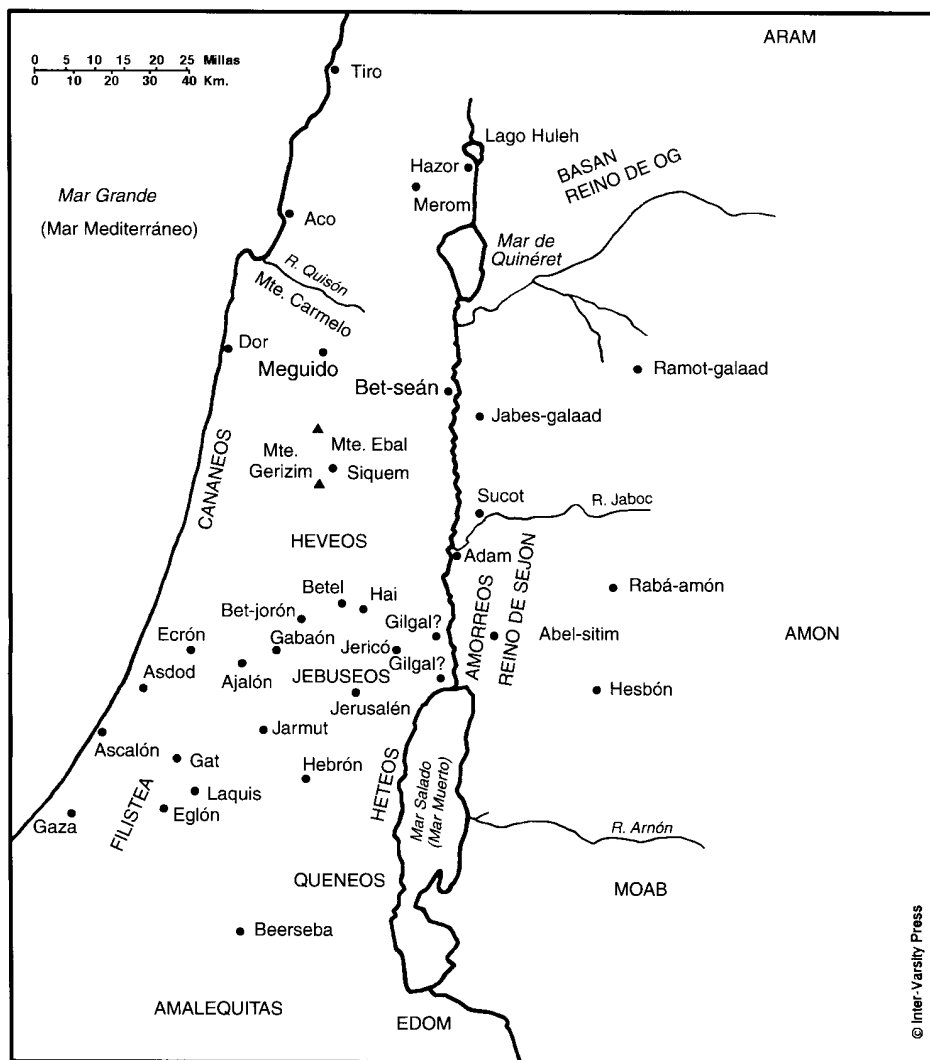 ARAM
0 5 10 15 20 25 Millas
0 10 20 30 40 Km.
Tiro
Lago Huleh
Hazor
BASAN
REINO DE OG
Merom
Mar Grande
(Mar Mediterráneo)
Aco
Mar de
Quinéret
R. Quisón
Mte. Carmelo
Dor
Meguido
Ramot-galaad
Bet-seán
Jabes-galaad
CANANEOS
Mte. Ebal
Mte.
Gerizim
Siquem
Sucot
R. Jaboc
HEVEOS
Adam
AMORREOS
REINO DE SEJON
Rabá-amón
Betel
Hai
Bet-jorón
Gilgal?
Ecrón
Gabaón
Jericó
Abel-sitim
AMON
Gilgal?
Asdod
Ajalón
JEBUSEOS
Hesbón
Jerusalén
Jarmut
Ascalón
Gat
Hebrón
HETEOS
Mar Salado
(Mar Muerto)
Laquis
FILISTEA
Eglón
Gaza
R. Arnón
QUENEOS
MOAB
Beerseba
AMALEQUITAS
EDOM
© Inter-Varsity Press